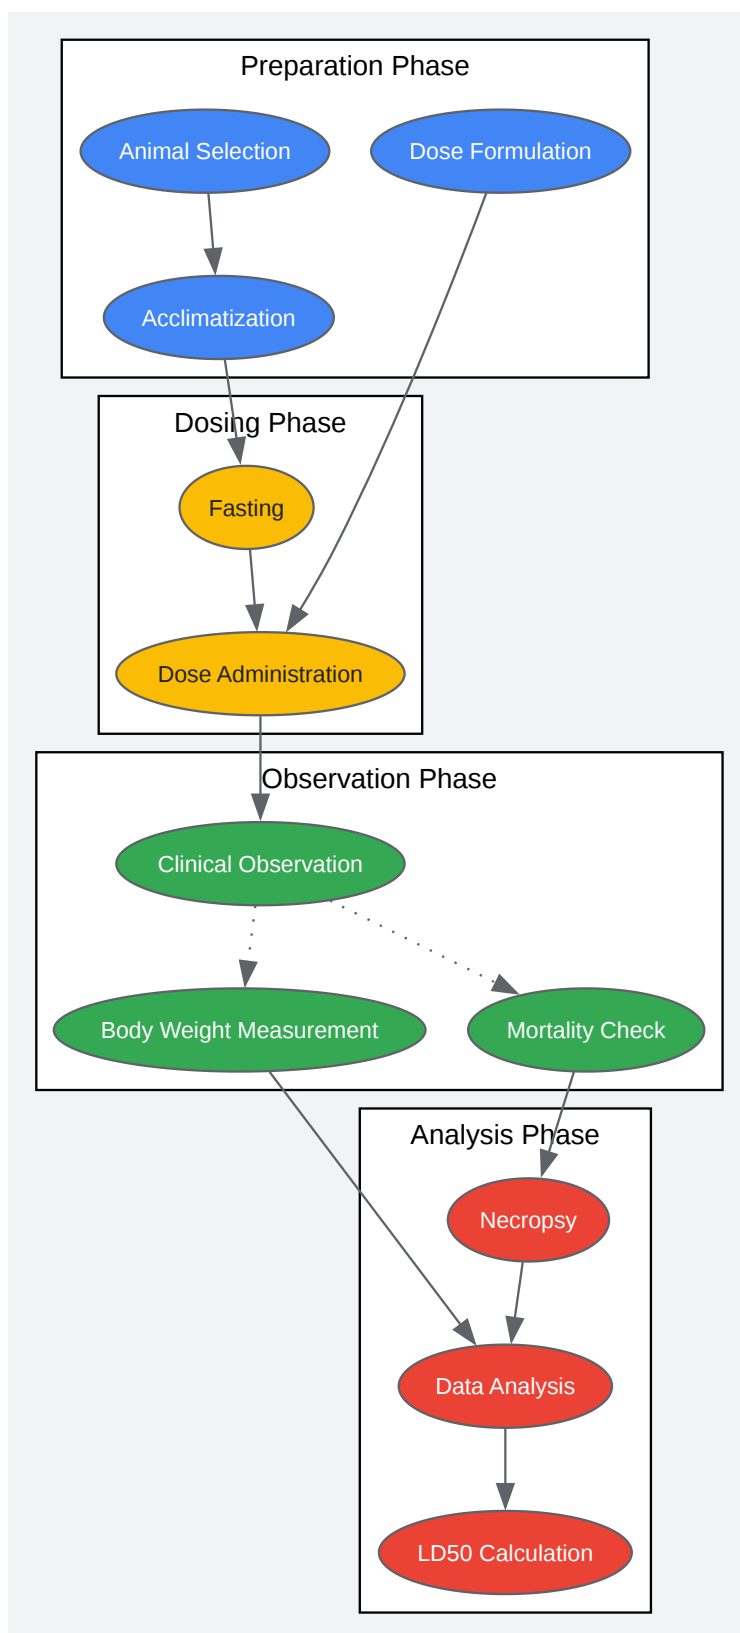 Preparation Phase
Animal Selection
Dose Formulation
Acclimatization
Dosing Phase
Fasting
Dose Administration
Observation Phase
Clinical Observation
Body Weight Measurement
Mortality Check
Analysis Phase
Necropsy
Data Analysis
LD50 Calculation